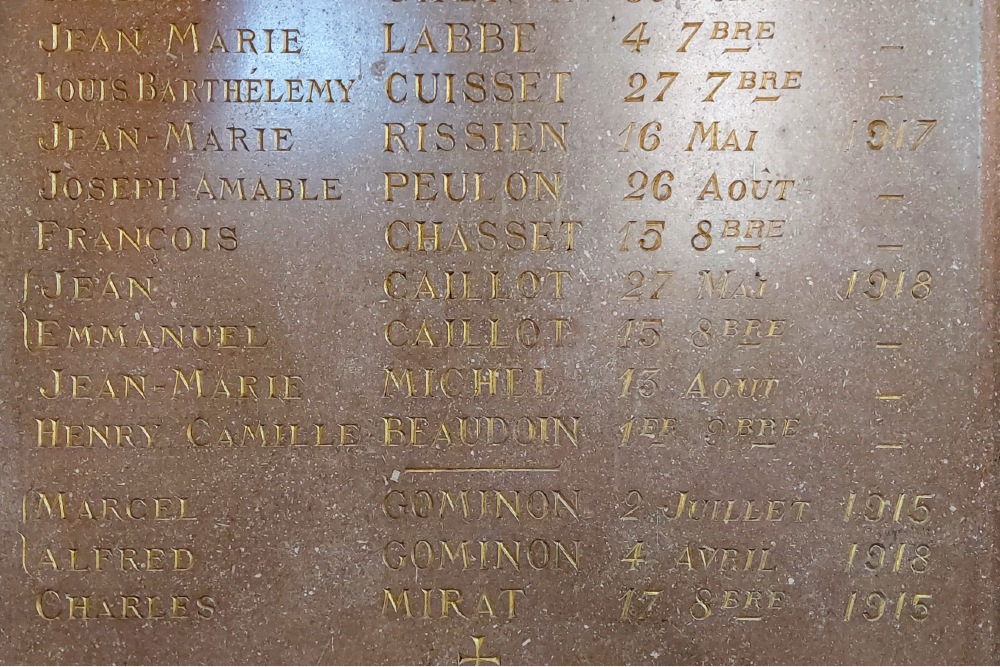 JEAN MARIE LABBE 4 7BRE –
LOUIS BARTHÉLEMY CUISSET 27 7BRE –
JEAN-MARIE RISSIEN 16 MAI 1917
JOSEPH AMABLE PEULON 26 AOÛT –
FRANÇOIS CHASSET 15 8BRE –
JEAN CAILLOT 27 MAI 1918
EMMANUEL CAILLOT 15 8BRE –
JEAN-MARIE MICHEL 13 AOUT –
HENRY CAMILLE BEAUDOIN 1ER 9BRE –
MARCEL GOMINON 2 JUILLET 1915
ALFRED GOMINON 4 AVRIL 1918
CHARLES MIRAT 17 8BRE 1915